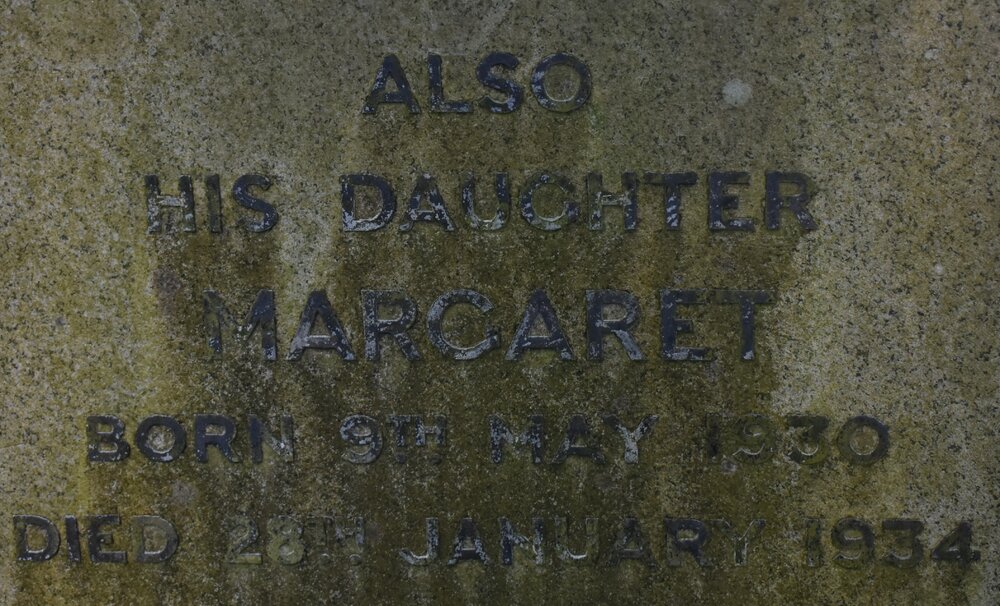 ALSO
HIS DAUGHTER
MARGARET
BORN 9TH MAY 1930
DIED 28TH JANUARY 1934